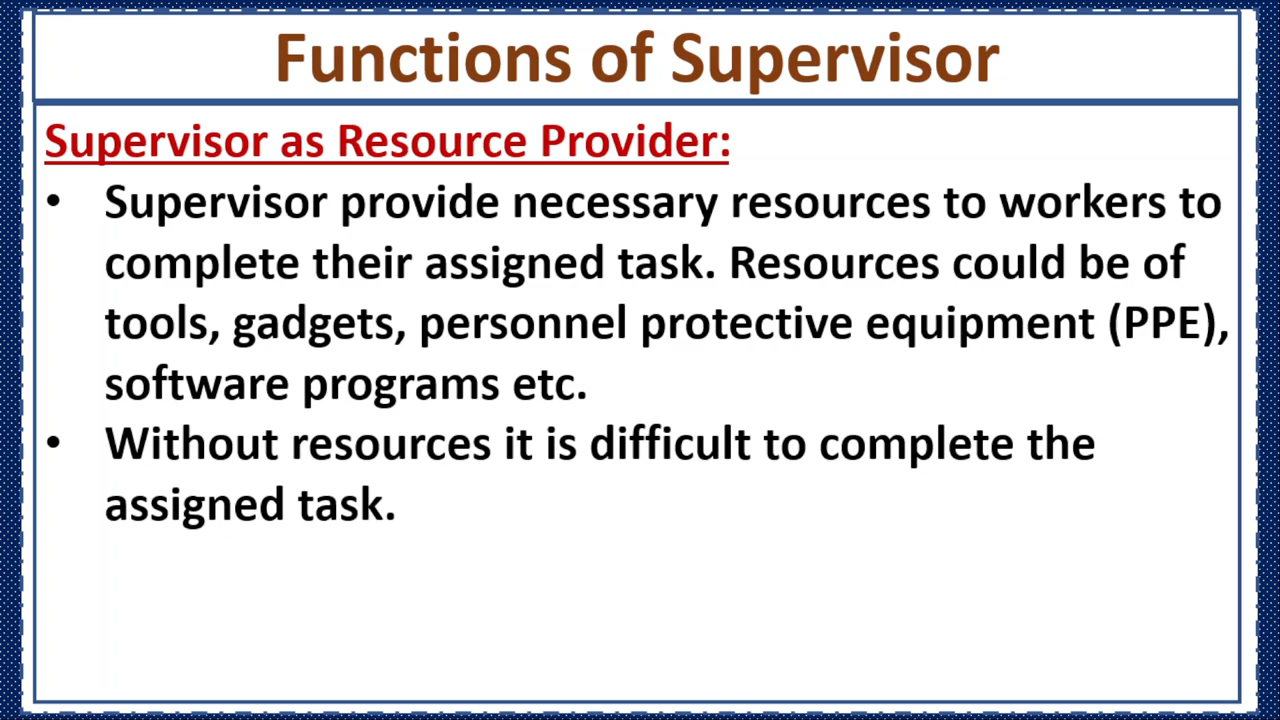 Functions of Supervisor
Supervisor as Resource Provider:
• Supervisor provide necessary resources to workers to
complete their assigned task. Resources could be of
tools, gadgets, personnel protective equipment (PPE),
software programs etc.
• Without resources it is difficult to complete the
assigned task.